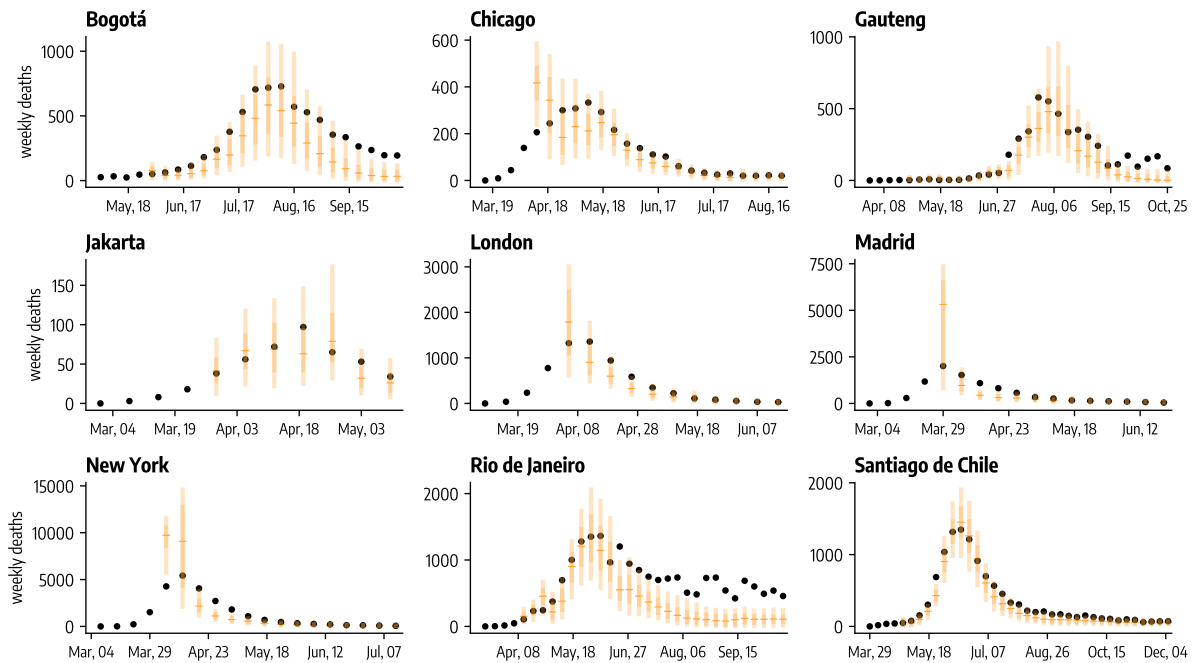 Bogotá
weekly deaths
1000
500
0
May, 18 Jun, 17 Jul, 17 Aug, 16 Sep, 15
Chicago
600
400
200
0
Mar, 19 Apr, 18 May, 18 Jun, 17 Jul, 17 Aug, 16
Gauteng
1000
500
0
Apr, 08 May, 18 Jun, 27 Aug, 06 Sep, 15 Oct, 25
Jakarta
weekly deaths
150
100
50
0
Mar, 04 Mar, 19 Apr, 03 Apr, 18 May, 03
London
3000
2000
1000
0
Mar, 19 Apr, 08 Apr, 28 May, 18 Jun, 07
Madrid
7500
5000
2500
0
Mar, 04 Mar, 29 Apr, 23 May, 18 Jun, 12
New York
weekly deaths
15000
10000
5000
0
Mar, 04 Mar, 29 Apr, 23 May, 18 Jun, 12 Jul, 07
Rio de Janeiro
2000
1000
0
Apr, 08 May, 18 Jun, 27 Aug, 06 Sep, 15
Santiago de Chile
2000
1000
0
Mar, 29 May, 18 Jul, 07 Aug, 26 Oct, 15 Dec, 04